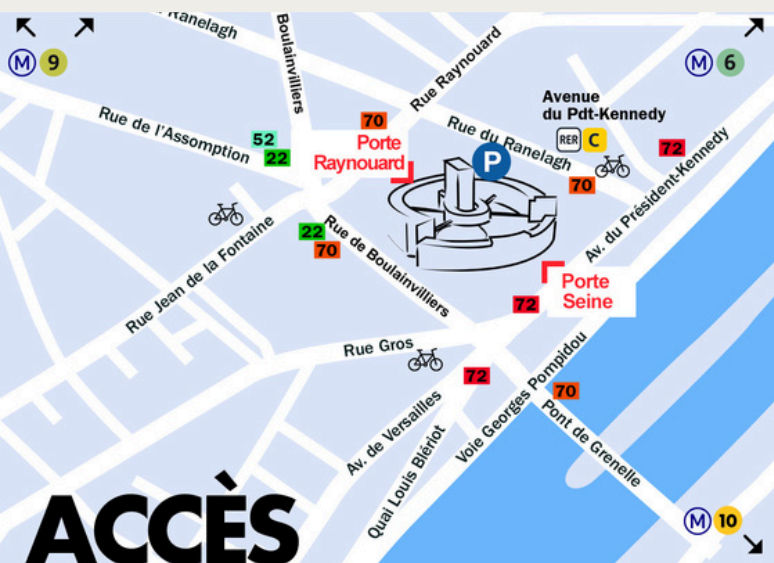 Ranelagh
Boulainvilliers
Rue Raynouard
M 9
M 6
Avenue
du Pdt-Kennedy
RER C
Rue de l'Assomption
52
22
70
Porte
Raynouard
Rue du Ranelagh
P
72
70
Av. du Président-Kennedy
22
70
Rue Jean de la Fontaine
Rue de Boulainvilliers
Porte
Seine
72
Rue Gros
72
70
Av. de Versailles
Quai Louis Blériot
Voie Georges Pompidou
Pont de Grenelle
M 10
ACCÈS